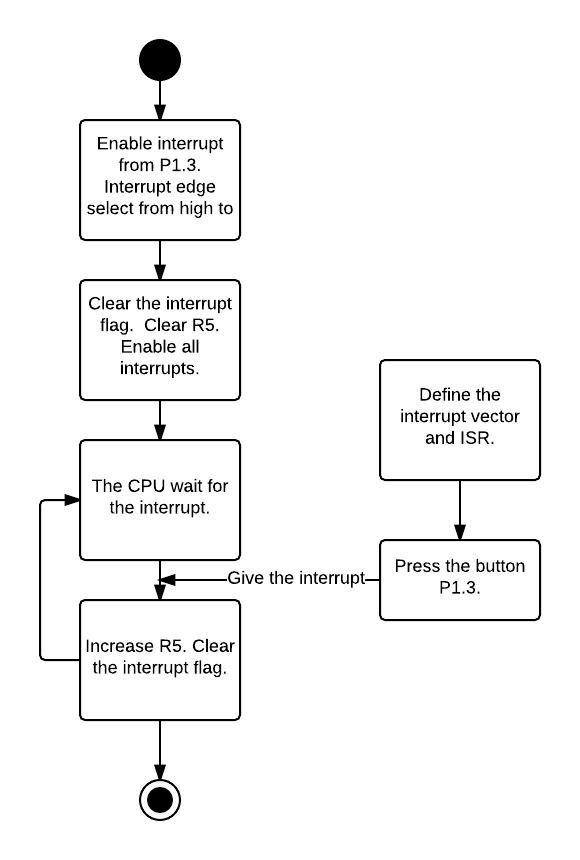 Enable interrupt
from P1.3.
Interrupt edge
select from high to
Clear the interrupt
flag.  Clear R5.
Enable all
interrupts.
Define the
interrupt vector
and ISR.
The CPU wait for
the interrupt.
Give the interrupt
Press the button
P1.3.
Increase R5. Clear
the interrupt flag.